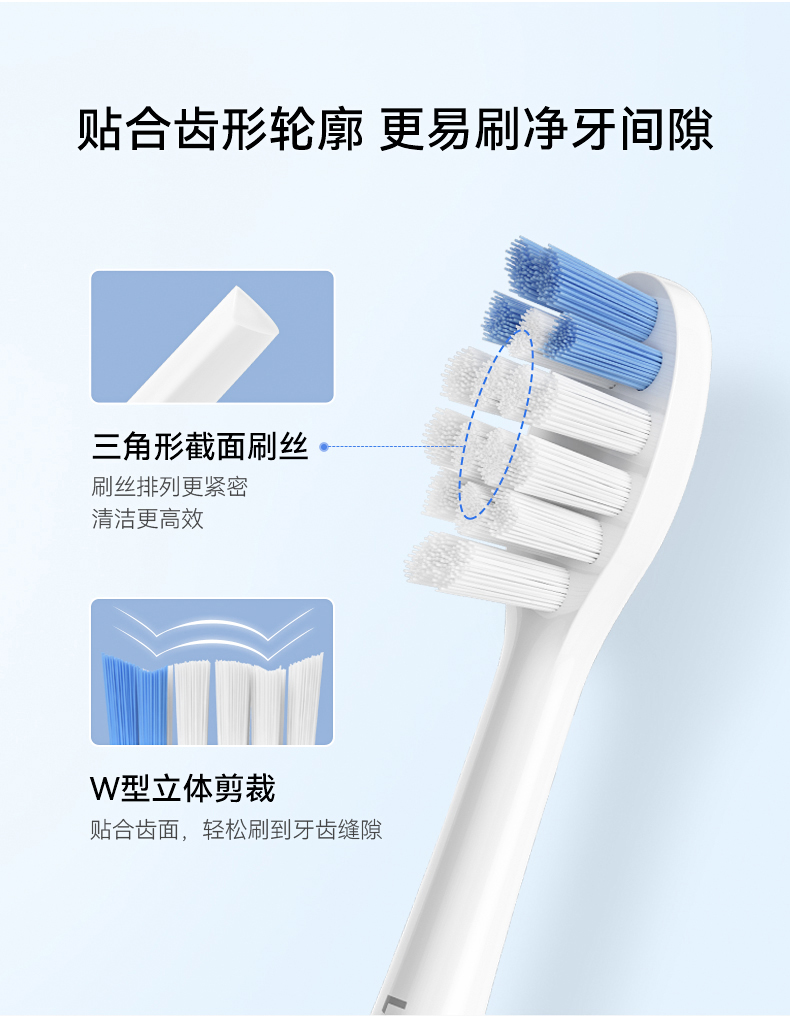 贴合齿形轮廓 更易刷净牙间隙
三角形截面刷丝
刷丝排列更紧密
清洁更高效
W型立体剪裁
贴合齿面，轻松刷到牙齿缝隙